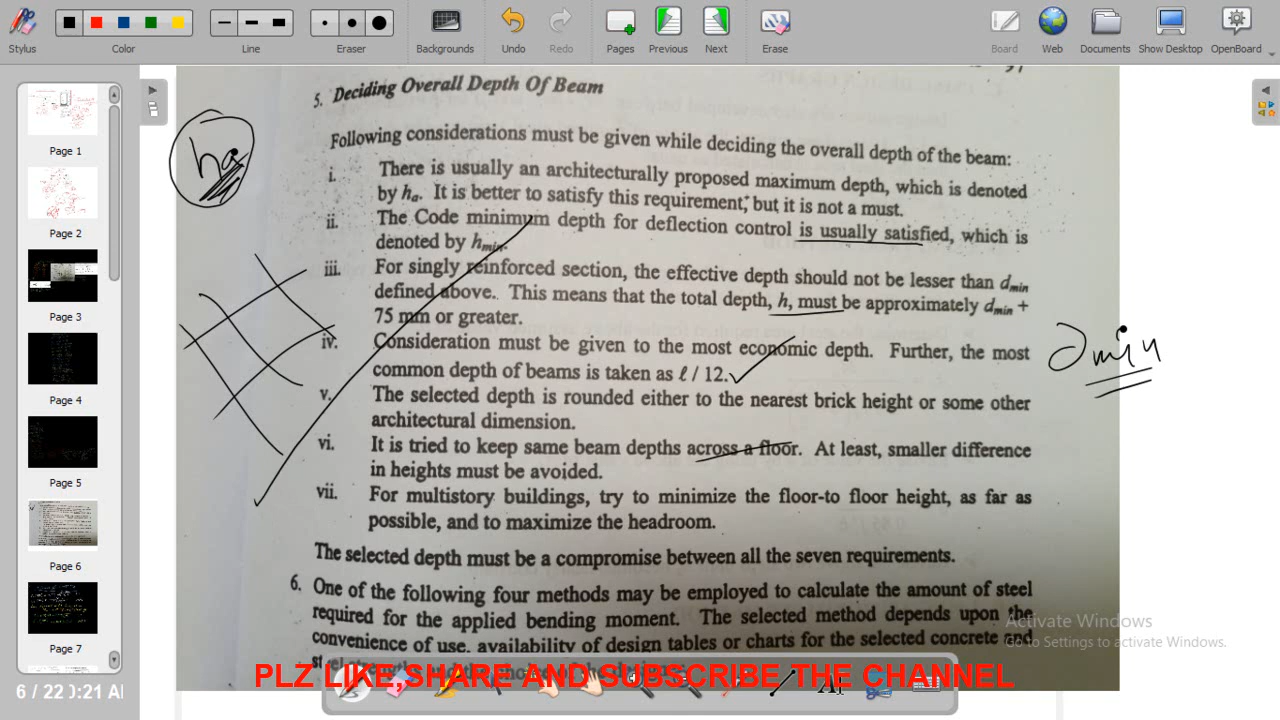 Stylus
Color
Line
Eraser
Backgrounds
Undo
Redo
Pages
Previous
Next
Erase
Board
Web
Documents
Show Desktop
OpenBoard
Page 1
Page 2
Page 3
Page 4
Page 5
Page 6
Page 7
6 / 22
5. Deciding Overall Depth Of Beam
Following considerations must be given while deciding the overall depth of the beam:
i. There is usually an architecturally proposed maximum depth, which is denoted
by ha. It is better to satisfy this requirement, but it is not a must.
ii. The Code minimum depth for deflection control is usually satisfied, which is
denoted by hmin.
iii. For singly reinforced section, the effective depth should not be lesser than dmin
defined above. This means that the total depth, h, must be approximately dmin +
75 mm or greater.
iv. Consideration must be given to the most economic depth. Further, the most
common depth of beams is taken as ℓ / 12.
v. The selected depth is rounded either to the nearest brick height or some other
architectural dimension.
vi. It is tried to keep same beam depths across a floor. At least, smaller difference
in heights must be avoided.
vii. For multistory buildings, try to minimize the floor-to floor height, as far as
possible, and to maximize the headroom.
The selected depth must be a compromise between all the seven requirements.
6. One of the following four methods may be employed to calculate the amount of steel
required for the applied bending moment. The selected method depends upon the
convenience of use, availability of design tables or charts for the selected concrete and
ha
dmin
Activate Windows
Go to Settings to activate Windows.
PLZ LIKE,SHARE AND SUBSCRIBE THE CHANNEL